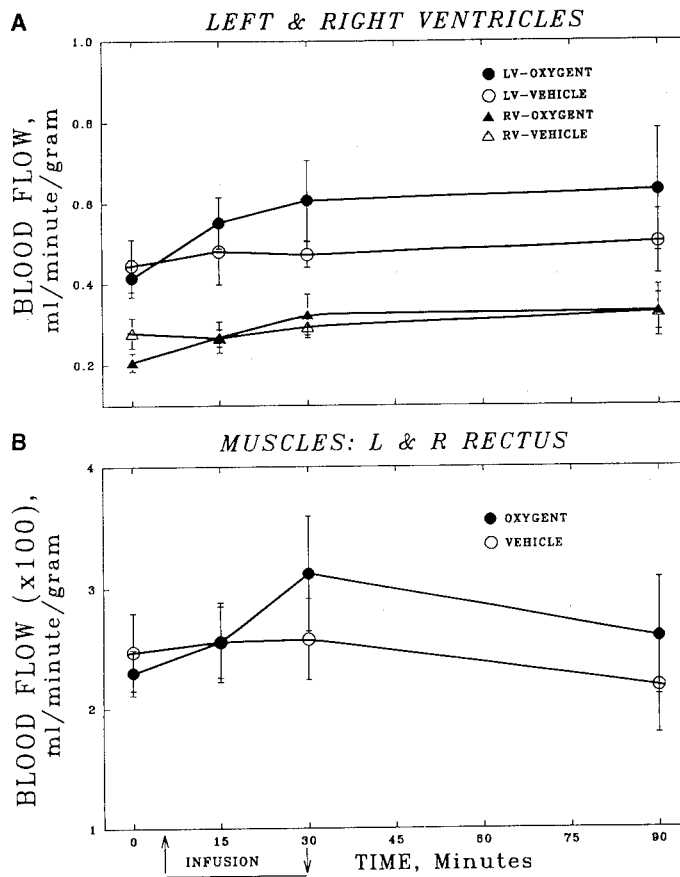 A
LEFT & RIGHT VENTRICLES
1.0
0.8
0.6
0.4
0.2
BLOOD FLOW,
ml/minute/gram
LV-OXYGENT
LV-VEHICLE
RV-OXYGENT
RV-VEHICLE
B
MUSCLES: L & R RECTUS
4
3
2
1
BLOOD FLOW (x100),
ml/minute/gram
OXYGENT
VEHICLE
0 15 30 45 60 75 90
INFUSION
TIME, Minutes